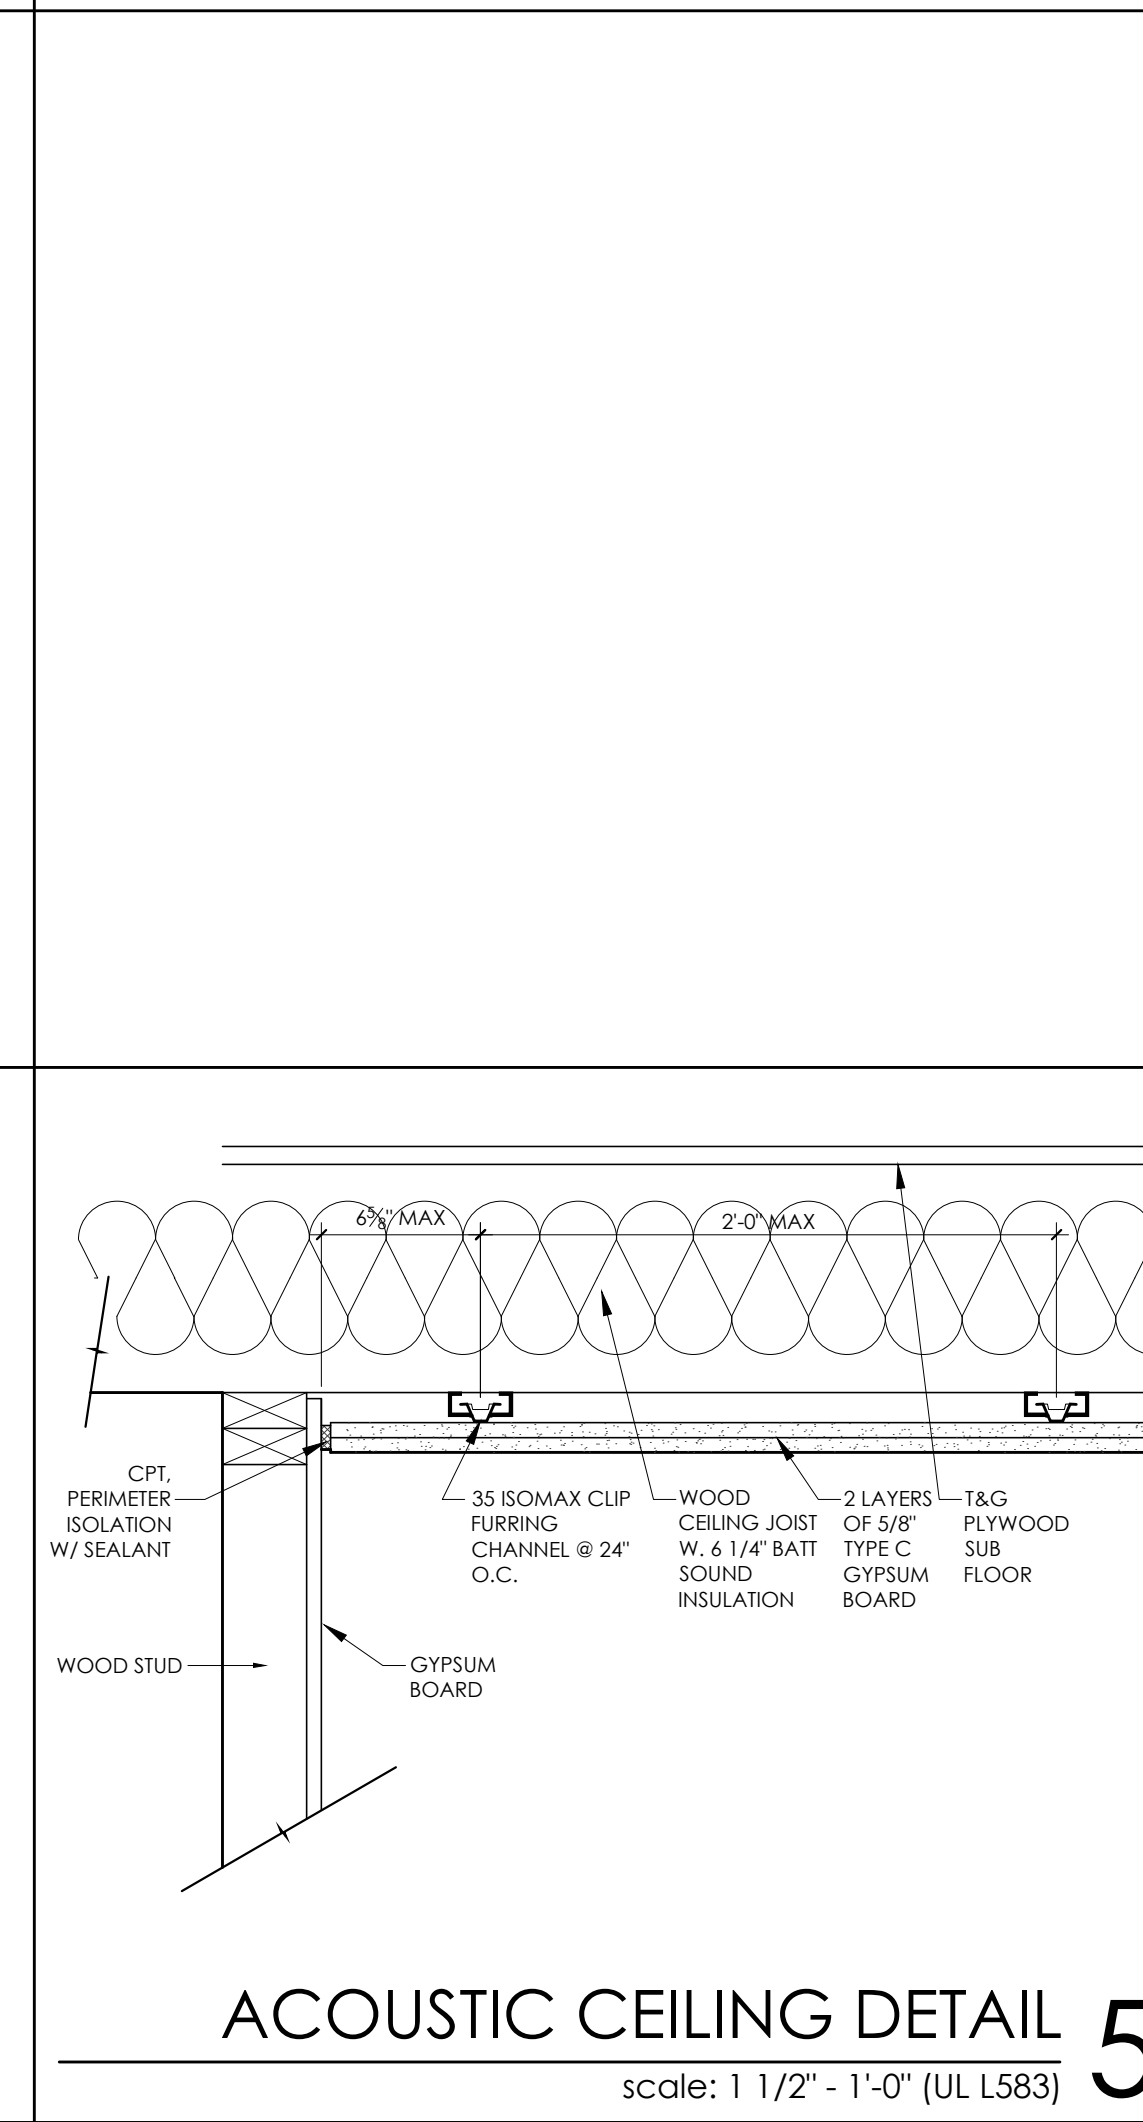 6⅝" MAX
2'-0" MAX
CPT,
PERIMETER
ISOLATION
W/ SEALANT
35 ISOMAX CLIP
FURRING
CHANNEL @ 24"
O.C.
WOOD
CEILING JOIST
W. 6 1/4" BATT
SOUND
INSULATION
2 LAYERS
OF 5/8"
TYPE C
GYPSUM
BOARD
T&G
PLYWOOD
SUB
FLOOR
WOOD STUD
GYPSUM
BOARD
ACOUSTIC CEILING DETAIL
5
scale: 1 1/2" - 1'-0" (UL L583)